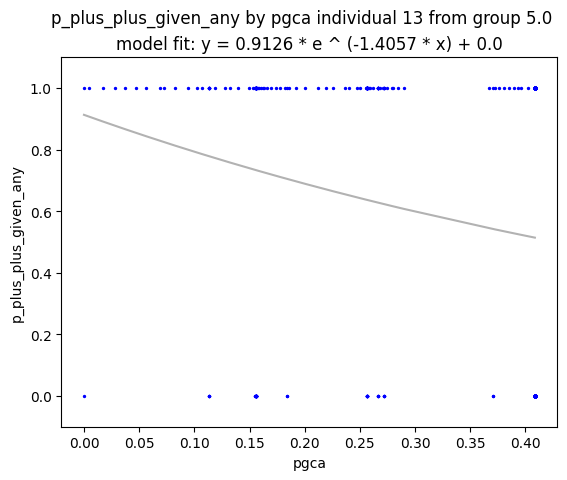 p_plus_plus_given_any by pgca individual 13 from group 5.0
model fit: y = 0.9126 * e ^ (-1.4057 * x) + 0.0
1.0
0.8
0.6
0.4
0.2
0.0
p_plus_plus_given_any
0.00 0.05 0.10 0.15 0.20 0.25 0.30 0.35 0.40
pgca